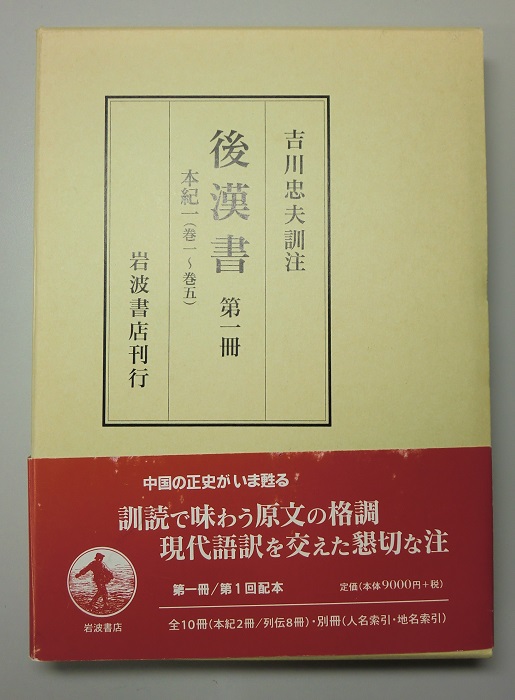 吉川忠夫訓注
後漢書 第一冊
本紀一(巻一~巻五)
岩波書店刊行
中国の正史がいま甦る
訓読で味わう原文の格調
現代語訳を交えた懇切な注
第一冊/第1回配本
定価(本体9000円+税)
全10冊(本紀2冊/列伝8冊)・別冊(人名索引・地名索引)
岩波書店